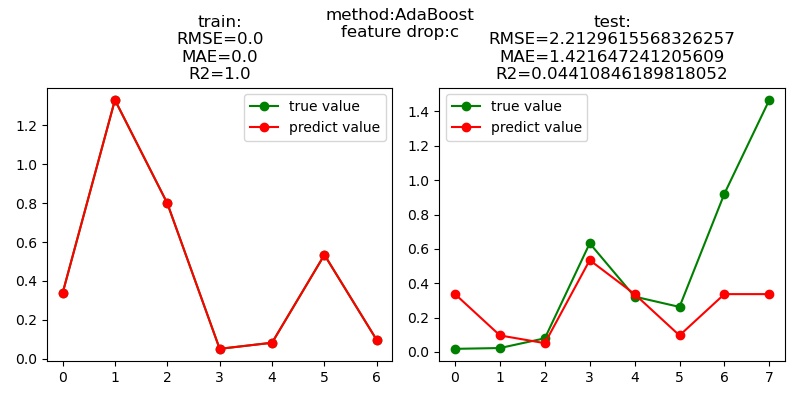 method:AdaBoost
feature drop:c
train:
RMSE=0.0
MAE=0.0
R2=1.0
true value
predict value
1.2
1.0
0.8
0.6
0.4
0.2
0.0
0 1 2 3 4 5 6
test:
RMSE=2.2129615568326257
MAE=1.421647241205609
R2=0.04410846189818052
true value
predict value
1.4
1.2
1.0
0.8
0.6
0.4
0.2
0.0
0 1 2 3 4 5 6 7